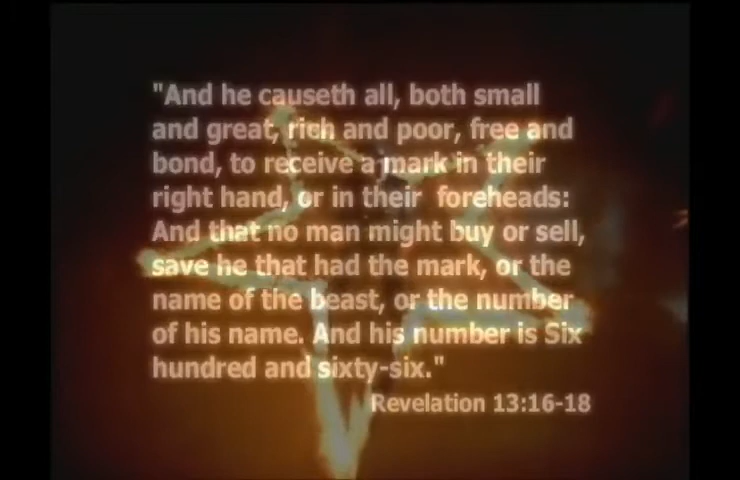 "And he causeth all, both small
and great, rich and poor, free and
bond, to receive a mark in their
right hand, or in their foreheads:
And that no man might buy or sell,
save he that had the mark, or the
name of the beast, or the number
of his name. And his number is Six
hundred and sixty-six."
Revelation 13:16-18